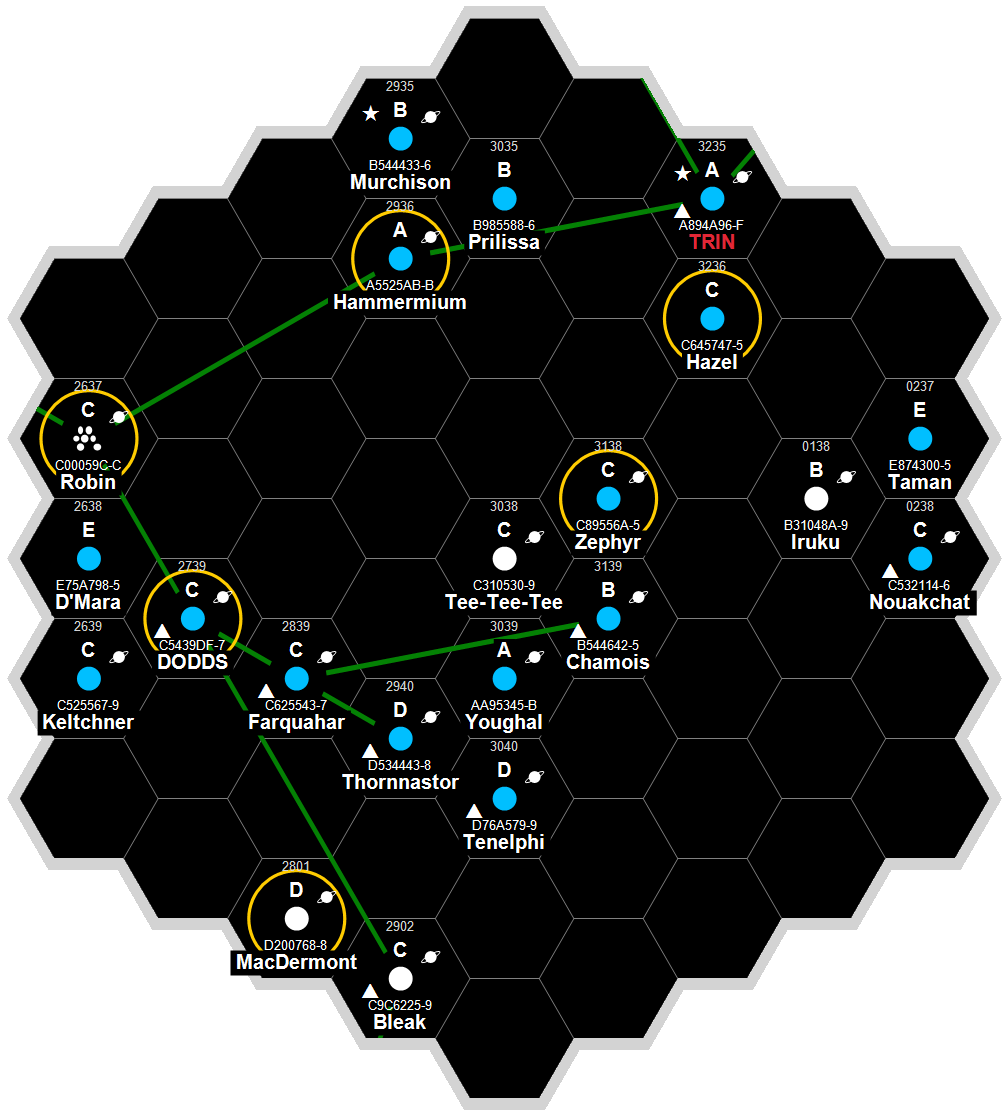 2935
B
B544433-6
Murchison
3035
B
B985588-6
Prilissa
3235
A
A894A96-F
TRIN
2936
A
A5525AB-B
Hammermium
3236
C
C645747-5
Hazel
2637
C
C00059C-C
Robin
0237
E
E874300-5
Taman
3138
C
C89556A-5
Zephyr
0138
B
B31048A-9
Iruku
2638
E
E75A798-5
D'Mara
3038
C
C310530-9
Tee-Tee-Tee
0238
C
C532114-6
Nouakchat
2739
C
C5439DF-7
DODDS
3139
B
B544642-5
Chamois
2639
C
C525567-9
Keltchner
2839
C
C625543-7
Farquahar
3039
A
AA95345-B
Youghal
2940
D
D534443-8
Thornnastor
3040
D
D76A579-9
Tenelphi
2801
D
D200768-8
MacDermont
2902
C
C9C6225-9
Bleak